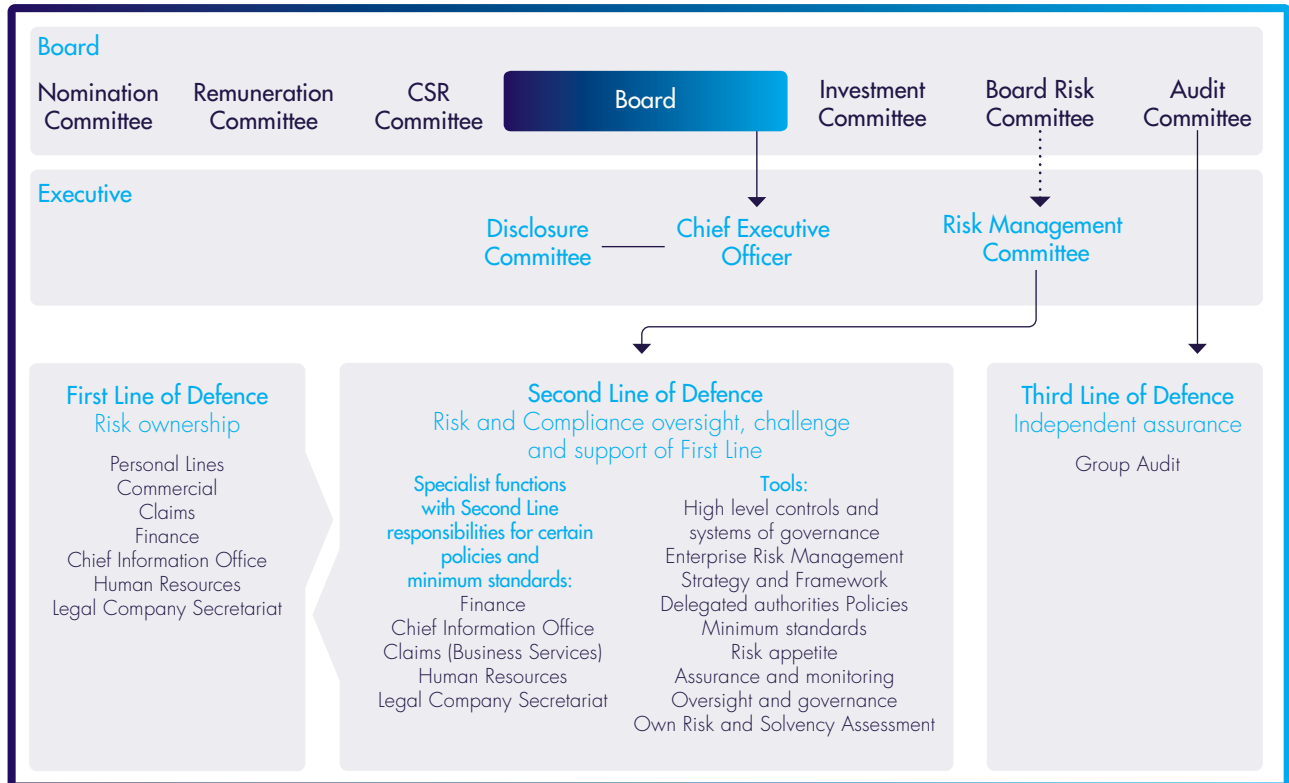 Board
Nomination
Committee
Remuneration
Committee
CSR
Committee
Board
Investment
Committee
Board Risk
Committee
Audit
Committee
Executive
Disclosure
Committee
Chief Executive
Officer
Risk Management
Committee
First Line of Defence
Risk ownership
Personal Lines
Commercial
Claims
Finance
Chief Information Office
Human Resources
Legal Company Secretariat
Second Line of Defence
Risk and Compliance oversight, challenge
and support of First Line
Specialist functions
with Second Line
responsibilities for certain
policies and
minimum standards:
Finance
Chief Information Office
Claims (Business Services)
Human Resources
Legal Company Secretariat
Tools:
High level controls and
systems of governance
Enterprise Risk Management
Strategy and Framework
Delegated authorities Policies
Minimum standards
Risk appetite
Assurance and monitoring
Oversight and governance
Own Risk and Solvency Assessment
Third Line of Defence
Independent assurance
Group Audit